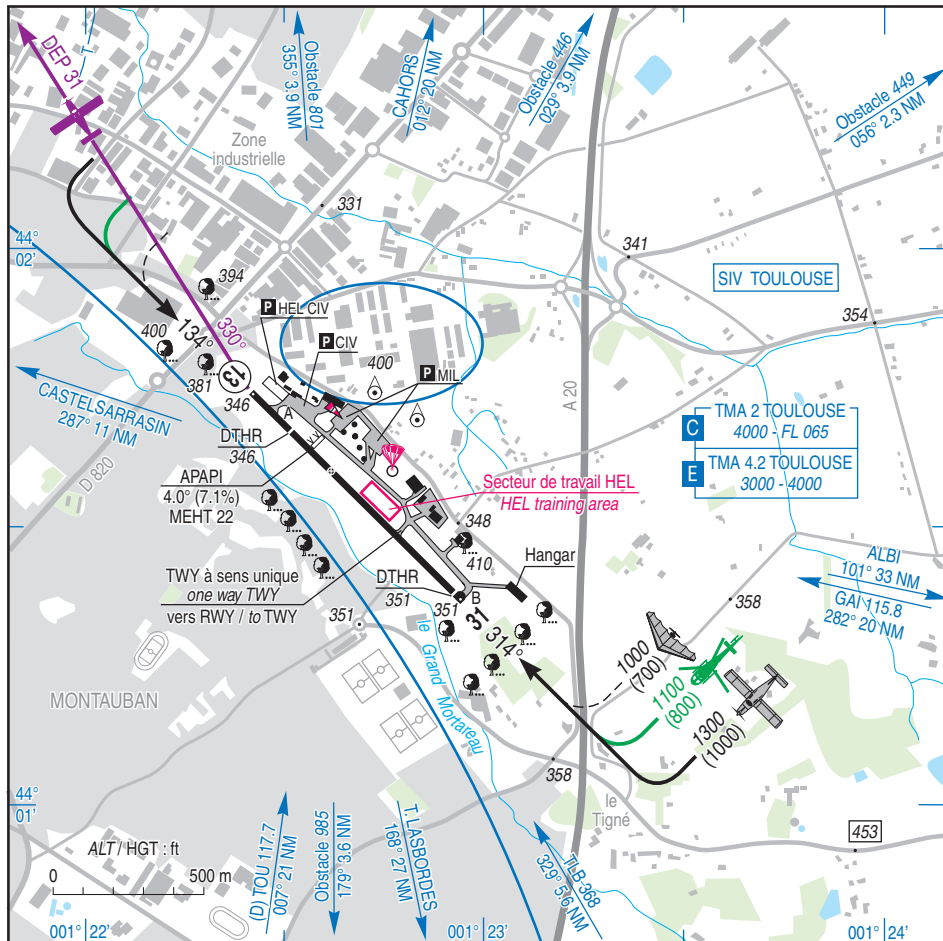 DEP 31
Obstacle 801
355° 3.9 NM
CAHORS
012° 20 NM
Obstacle 446
029° 3.9 NM
Obstacle 449
056° 2.3 NM
Zone
industrielle
331
341
44°
02'
SIV TOULOUSE
394
330°
P HEL CIV
P CIV
400
134°
400
P MIL
354
381
13
346
A
A 20
CASTELSARRASIN
287° 11 NM
DTHR
346
C
TMA 2 TOULOUSE
4000 - FL 065
E
TMA 4.2 TOULOUSE
3000 - 4000
D 820
APAPI
4.0° (7.1%)
MEHT 22
Secteur de travail HEL
HEL training area
348
410
Hangar
ALBI
101° 33 NM
GAI 115.8
282° 20 NM
TWY à sens unique
one way TWY
vers RWY / to TWY
DTHR
351
351
B
351
31
314°
358
1000
(700)
1100
(800)
1300
(1000)
MONTAUBAN
le Grand Mortarieu
358
44°
01'
le
Tigné
453
ALT / HGT : ft
0 500 m
(D) TOU 117.7
007° 21 NM
Obstacle 985
179° 3.6 NM
T. LASBORDES
168° 27 NM
TLB 368
329° 5.6 NM
001° 22'
001° 23'
001° 24'